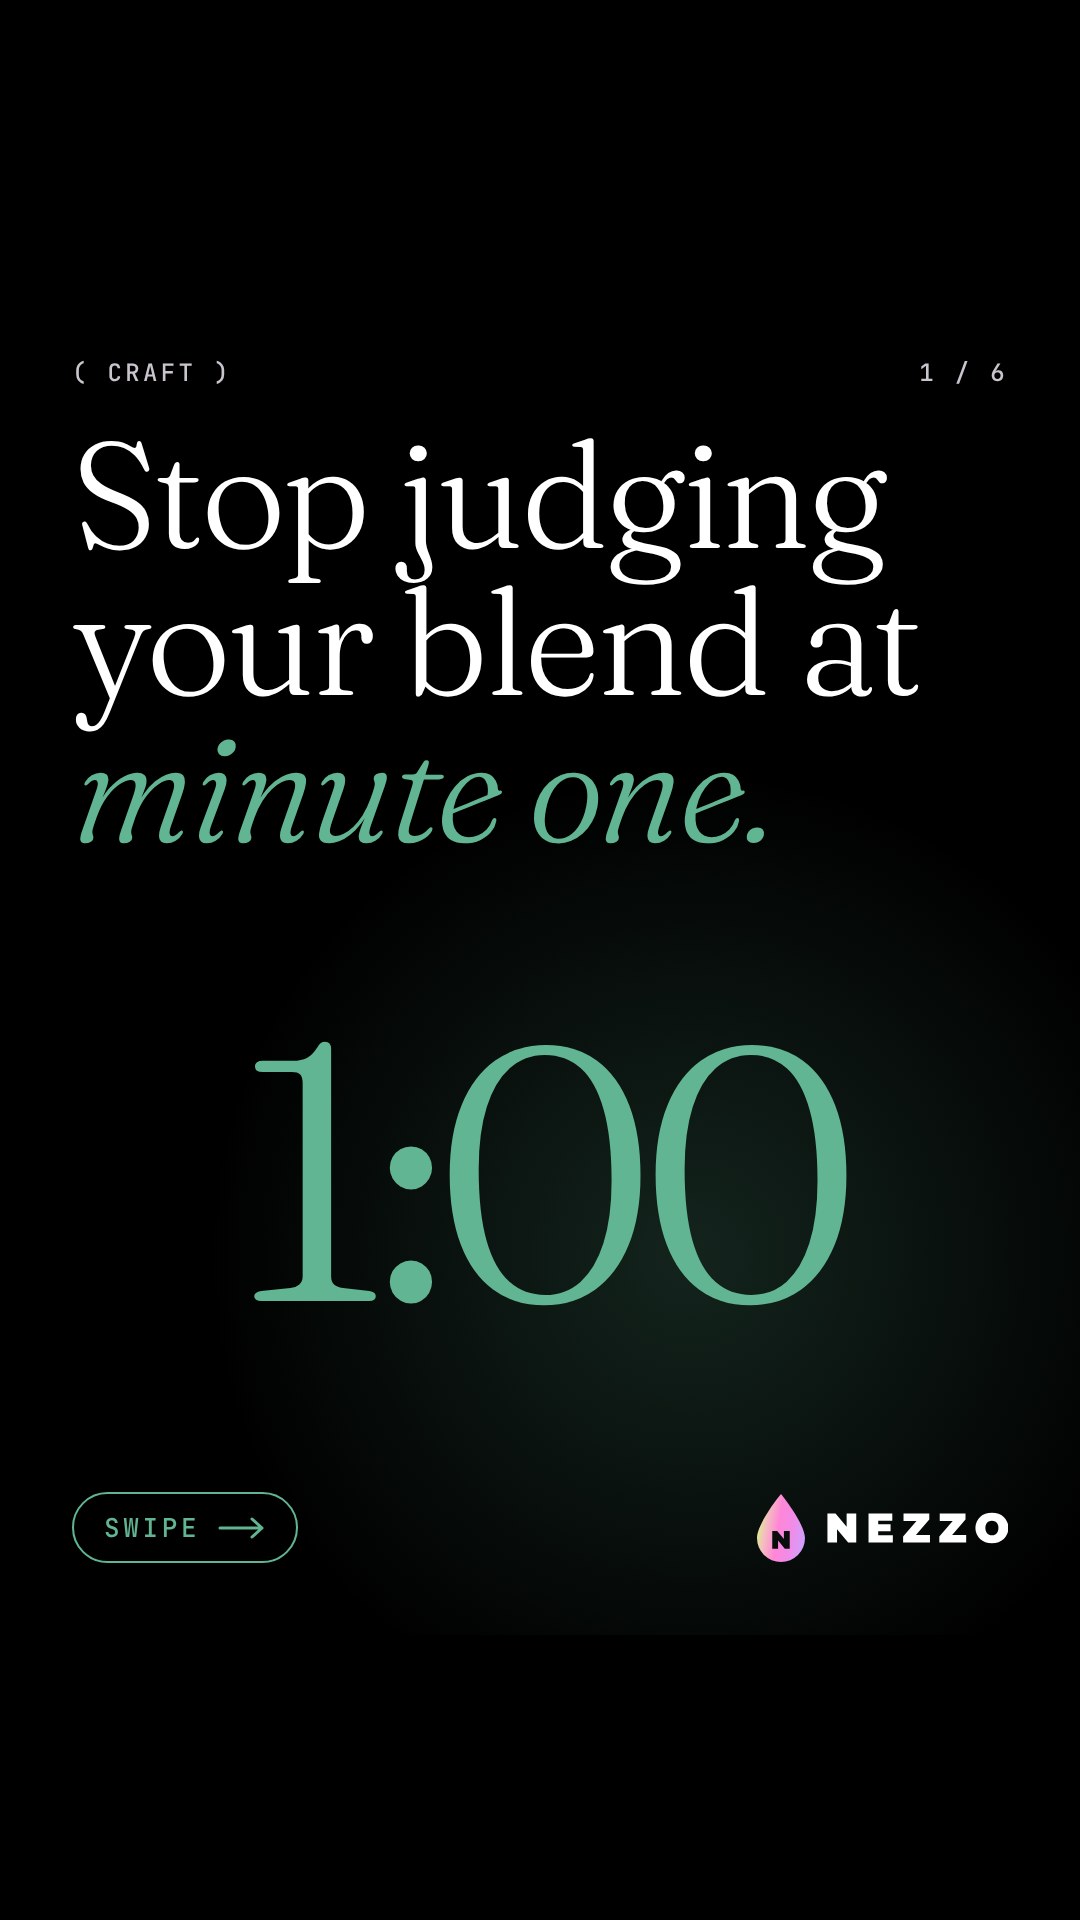 ( CRAFT )
1 / 6
Stop judging
your blend at
minute one.
1:00
SWIPE →
N NEZZO